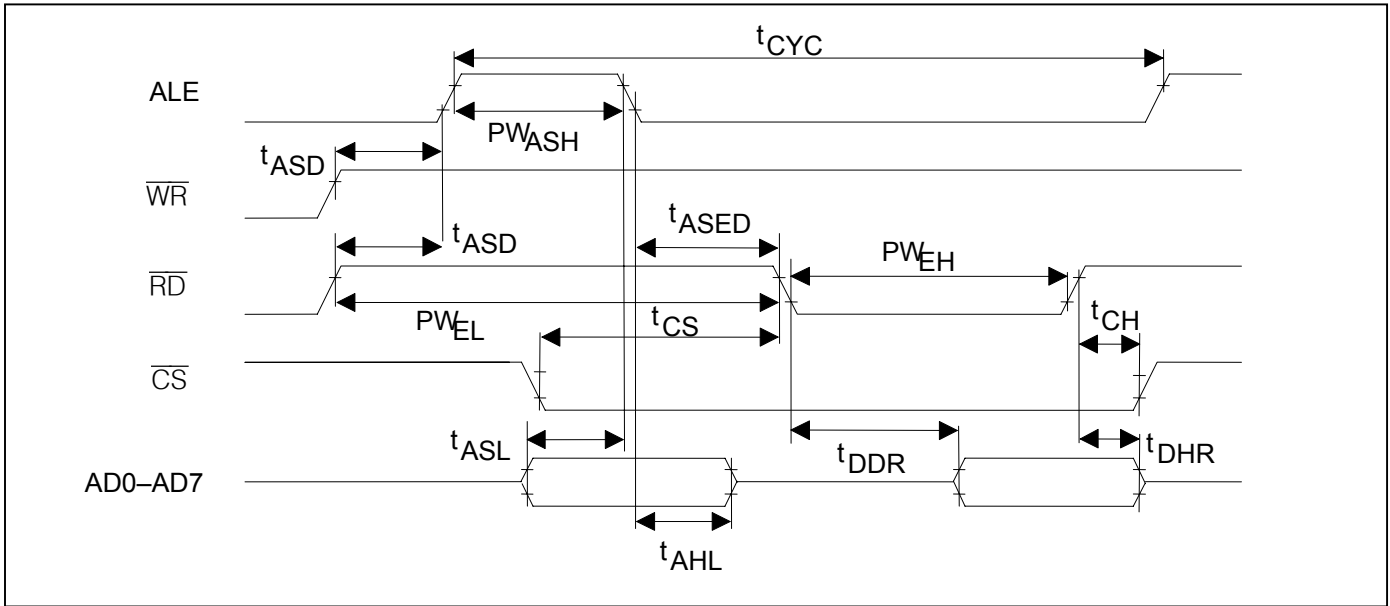 tCYC
ALE
PWASH
tASD
WR
tASED
tASD
PWEH
RD
tCH
PWEL
tCS
CS
tASL
tDDR
tDHR
AD0–AD7
tAHL